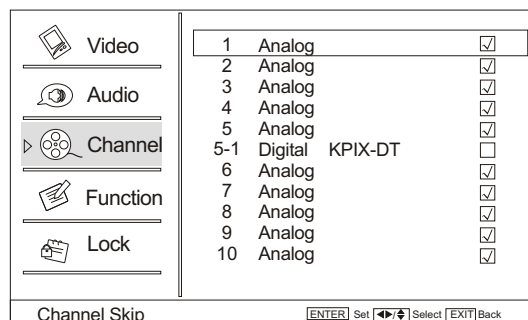 Video
Audio
Channel
Function
Lock
1 Analog
2 Analog
3 Analog
4 Analog
5 Analog
5-1 Digital KPIX-DT
6 Analog
7 Analog
8 Analog
9 Analog
10 Analog
Channel Skip
ENTER Set ◀▶/▲▼ Select EXIT Back